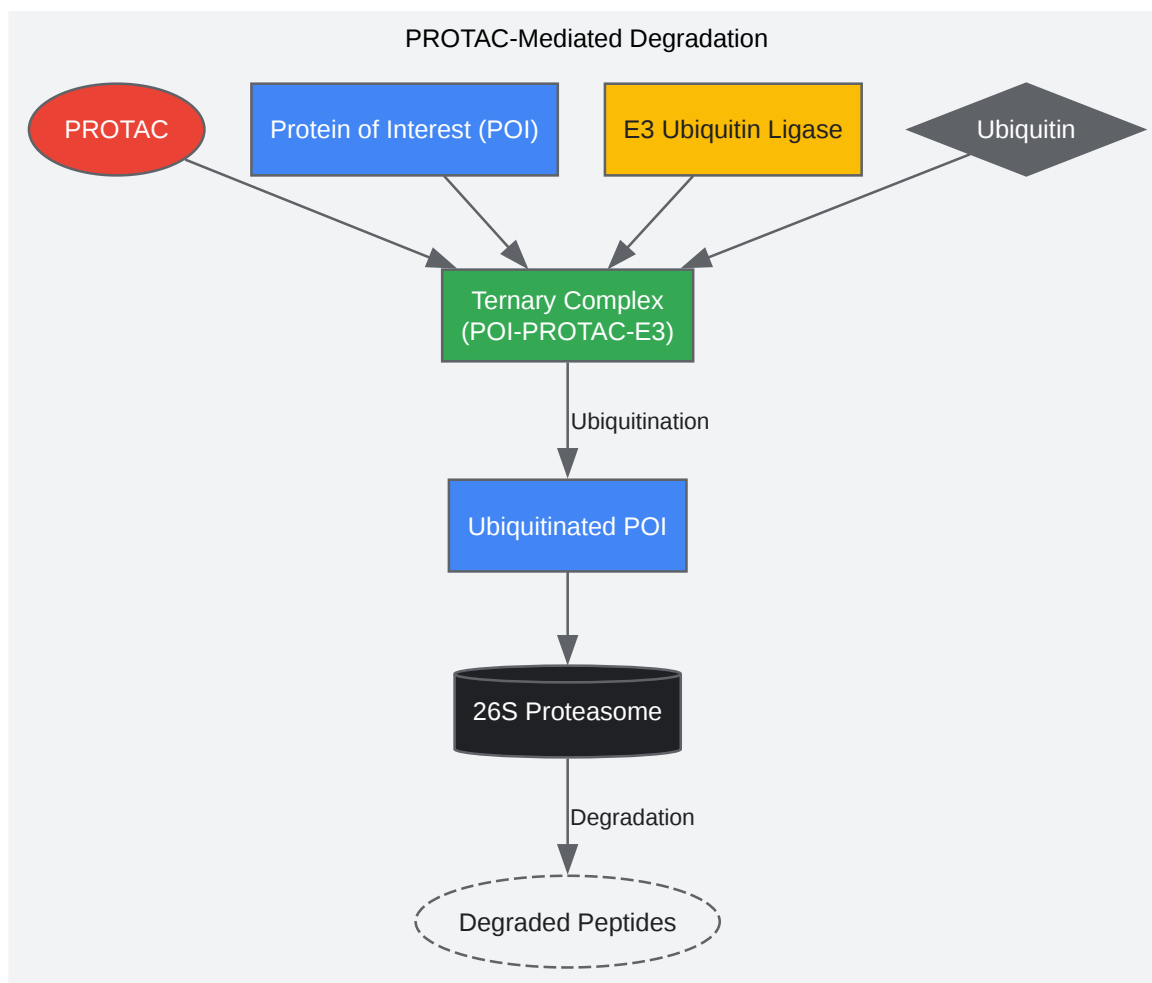 PROTAC-Mediated Degradation
PROTAC
Protein of Interest (POI)
E3 Ubiquitin Ligase
Ubiquitin
Ternary Complex
(POI-PROTAC-E3)
Ubiquitination
Ubiquitinated POI
26S Proteasome
Degradation
Degraded Peptides